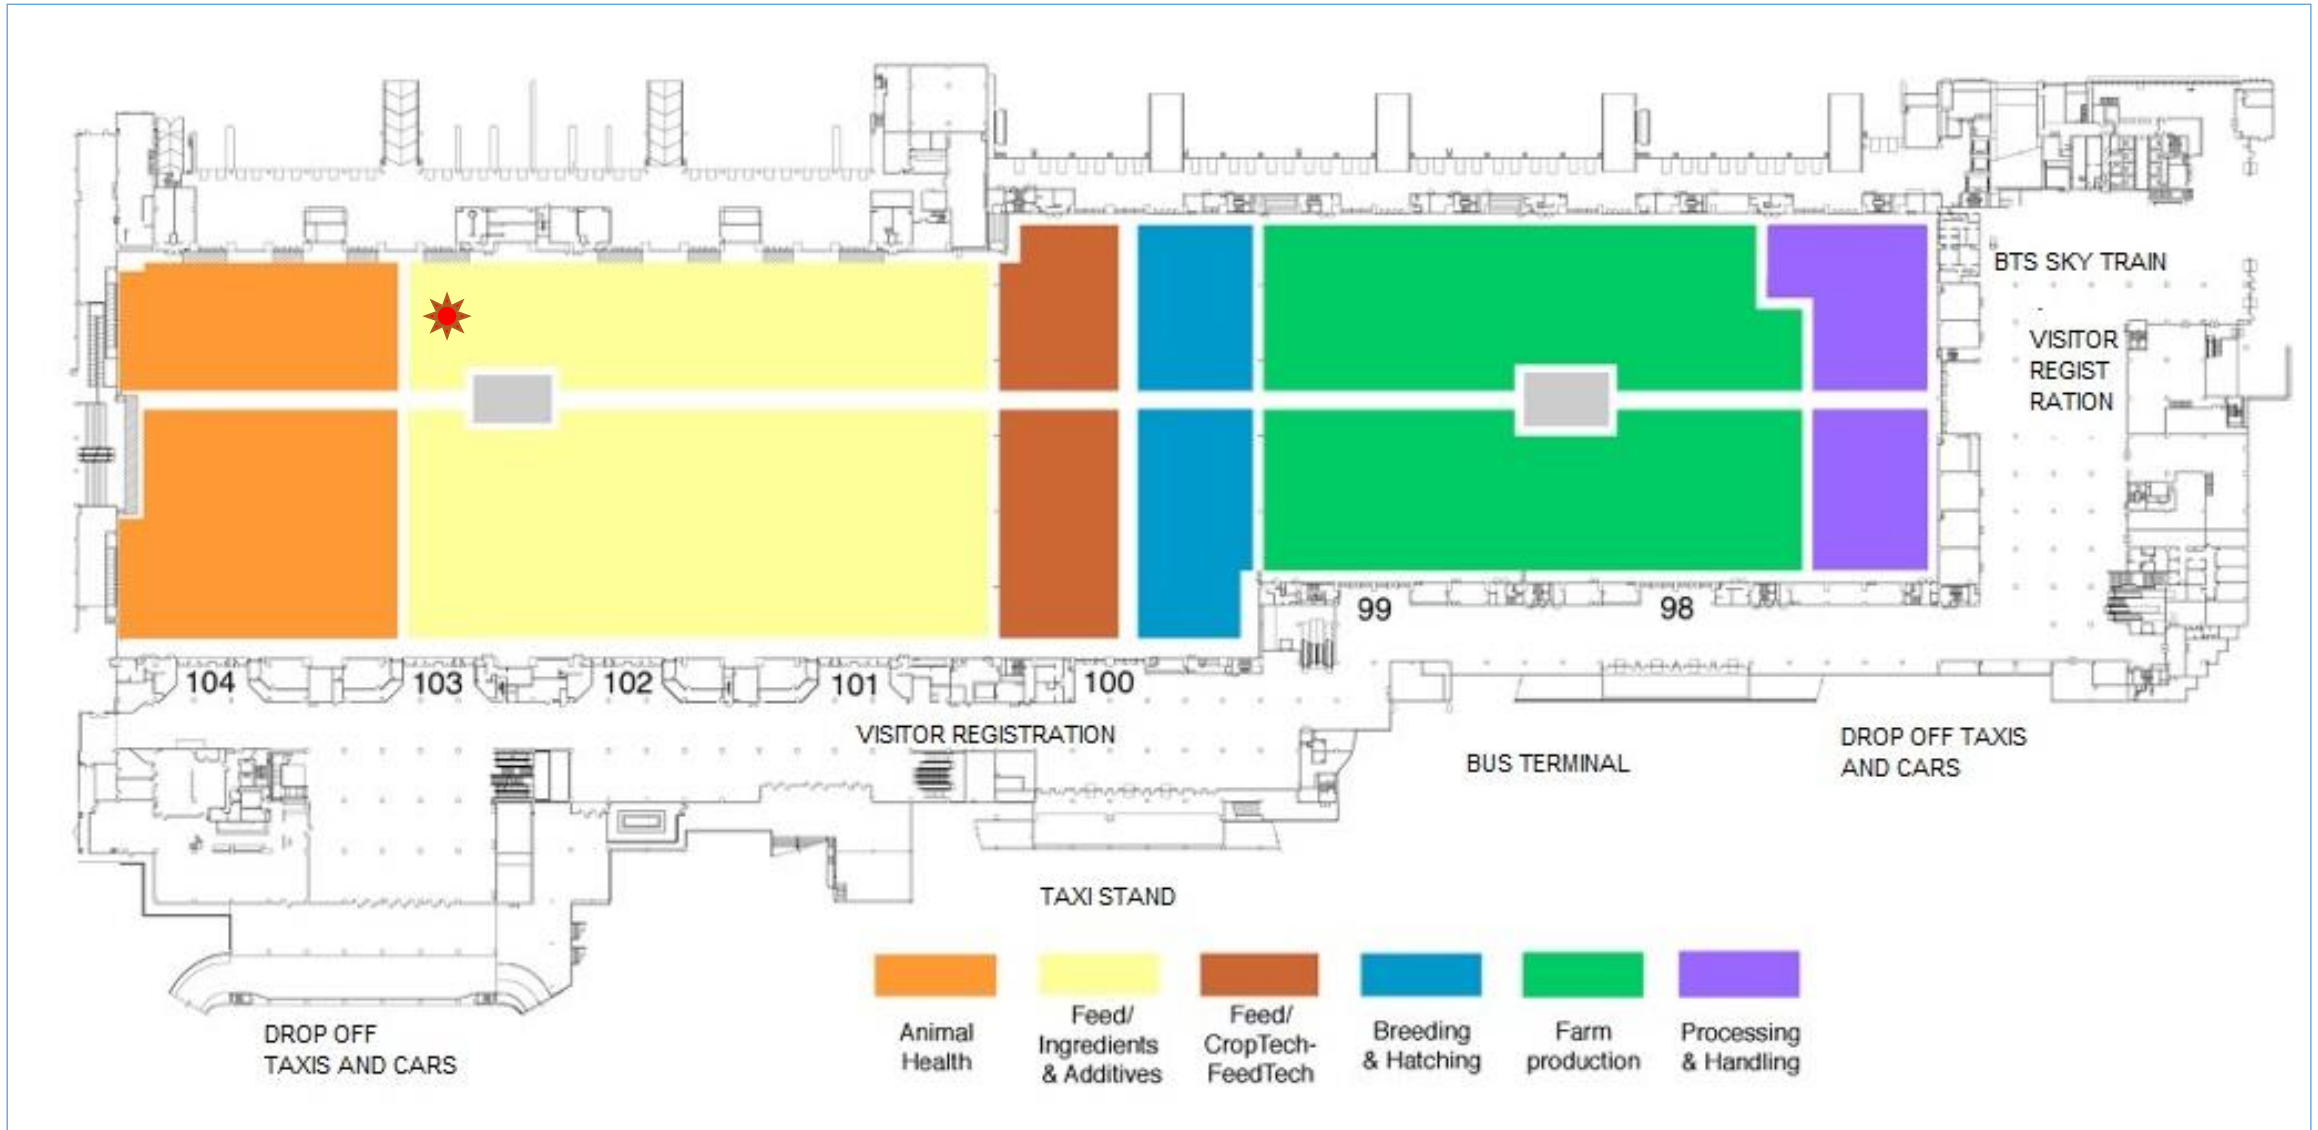 BTS SKY TRAIN
VISITOR
REGIST
RATION
99
98
104
103
102
101
100
VISITOR REGISTRATION
DROP OFF TAXIS
AND CARS
BUS TERMINAL
TAXI STAND
DROP OFF
TAXIS AND CARS
Animal
Health
Feed/
Ingredients
& Additives
Feed/
CropTech-
FeedTech
Breeding
& Hatching
Farm
production
Processing
& Handling